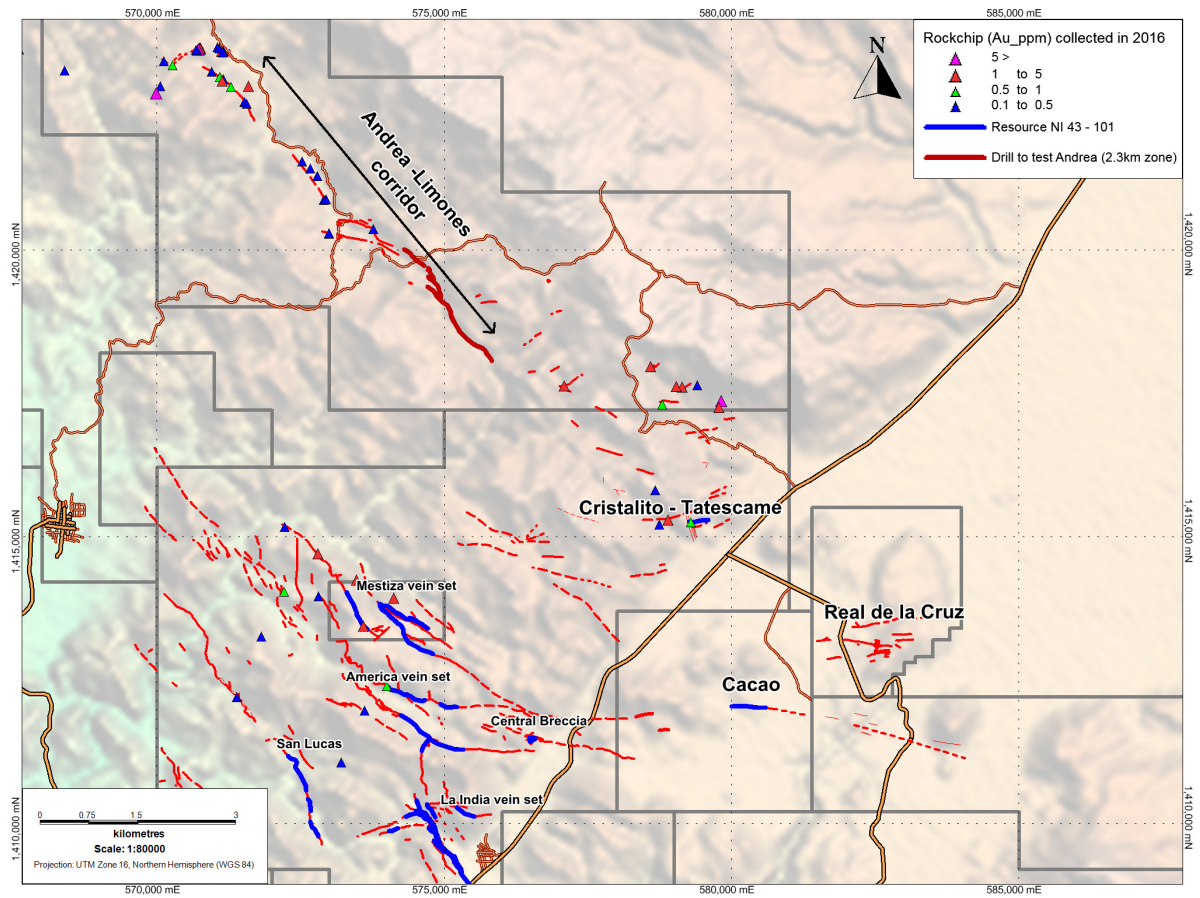 570,000 mE
575,000 mE
580,000 mE
585,000 mE
N
Rockchip (Au_ppm) collected in 2016
5 >
1 to 5
0.5 to 1
0.1 to 0.5
Resource NI 43 - 101
Drill to test Andrea (2.3km zone)
Andrea -Limones
corridor
1,420,000 mN
1,420,000 mN
Cristalito - Tatescame
1,415,000 mN
1,415,000 mN
Mestiza vein set
Real de la Cruz
America vein set
Cacao
Central Breccia
San Lucas
La India vein set
1,410,000 mN
1,410,000 mN
0 0.75 1.5 3
kilometres
Scale: 1:80000
Projection: UTM Zone 16, Northern Hemisphere (WGS 84)
570,000 mE
575,000 mE
580,000 mE
585,000 mE